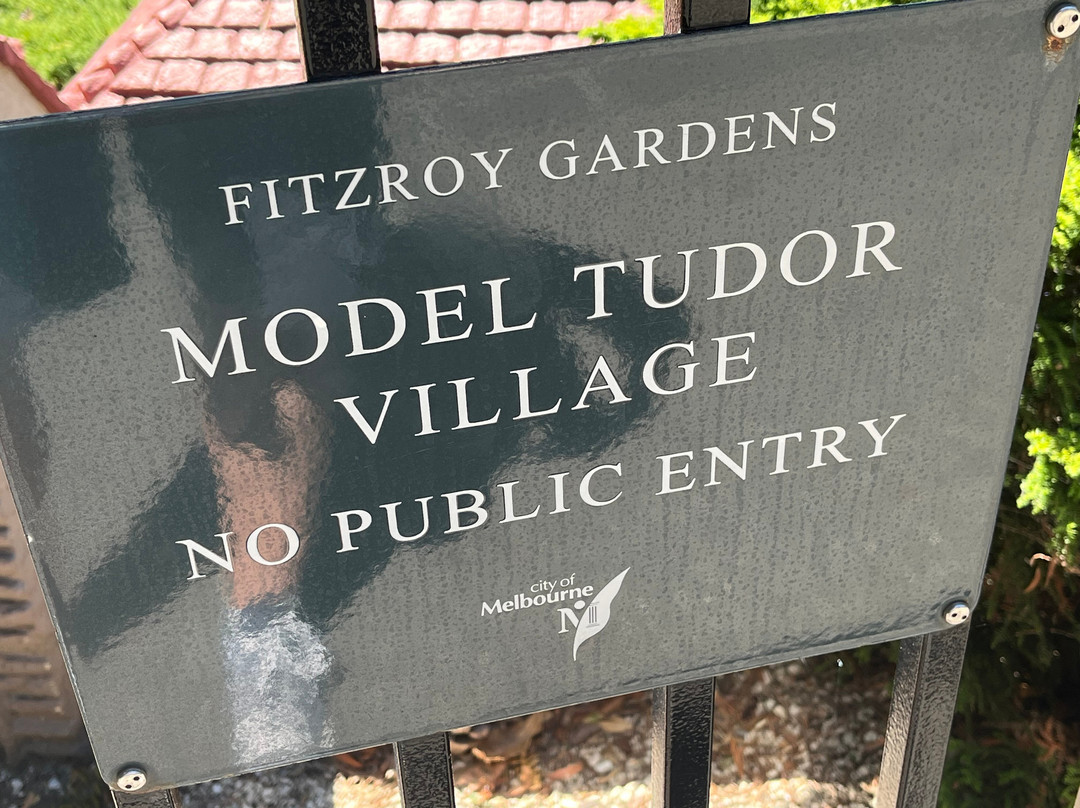 FITZROY GARDENS
MODEL TUDOR
VILLAGE
NO PUBLIC ENTRY
city of
Melbourne
M